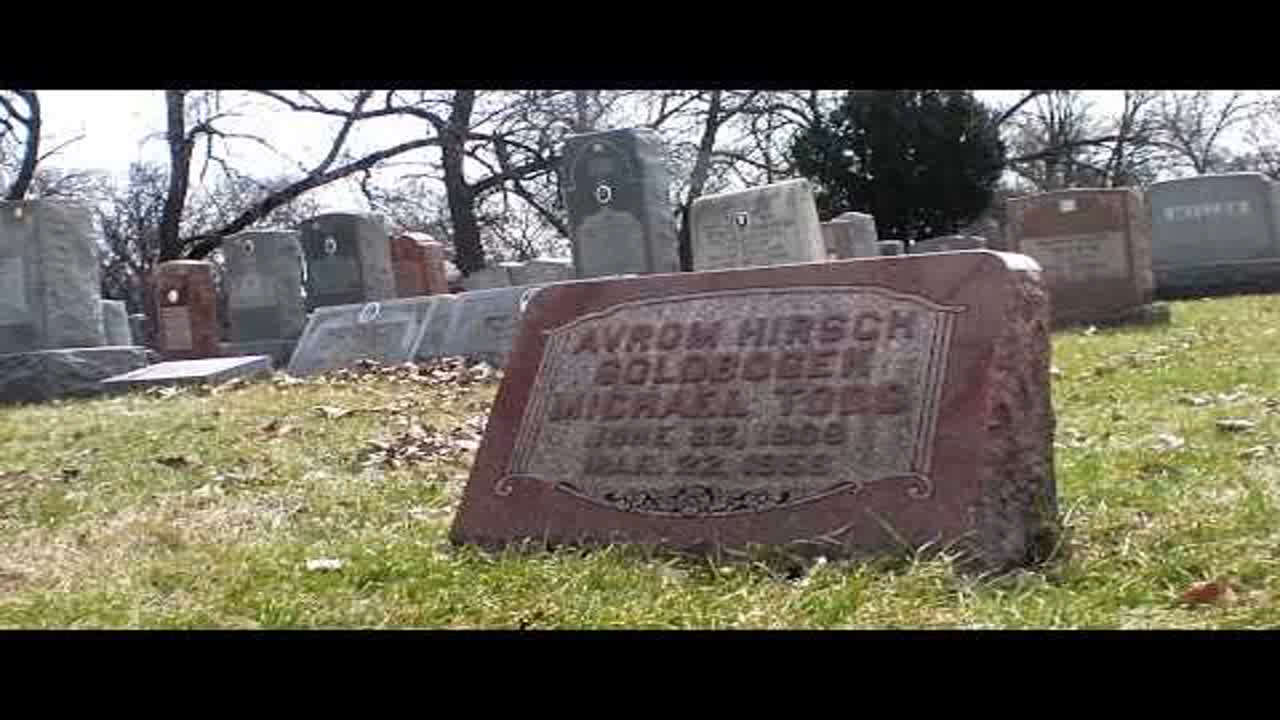 AVROM HIRSCH
GOLDBOGEN
MICHAEL TODD
JUNE 22, 1909
MAR. 22, 1958